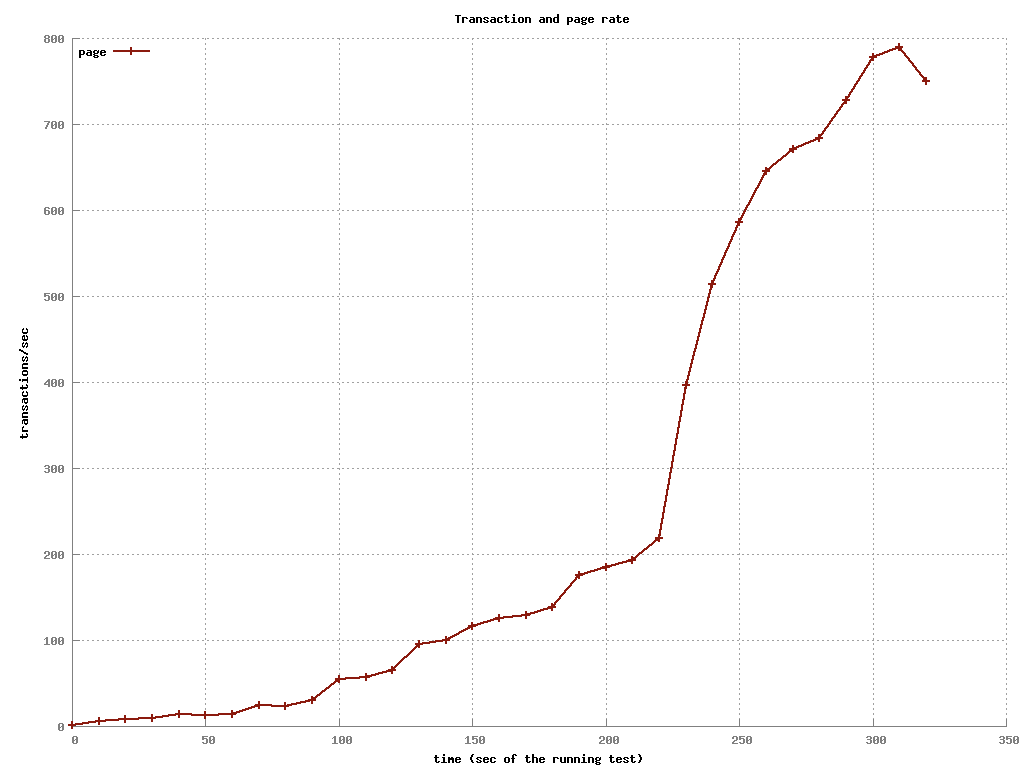 Transaction and page rate
800
page
700
600
500
400
300
200
100
0
transactions/sec
0 50 100 150 200 250 300 350
time (sec of the running test)